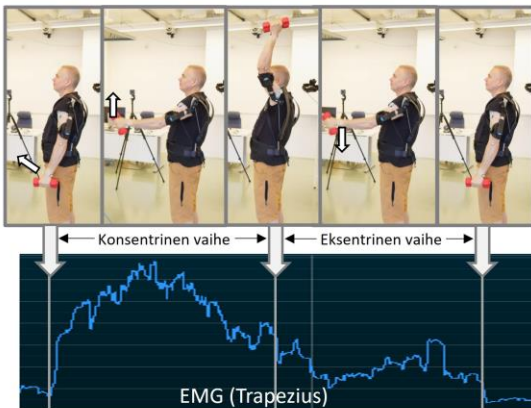 Konsentrinen vaihe
Eksentrinen vaihe
EMG (Trapezius)